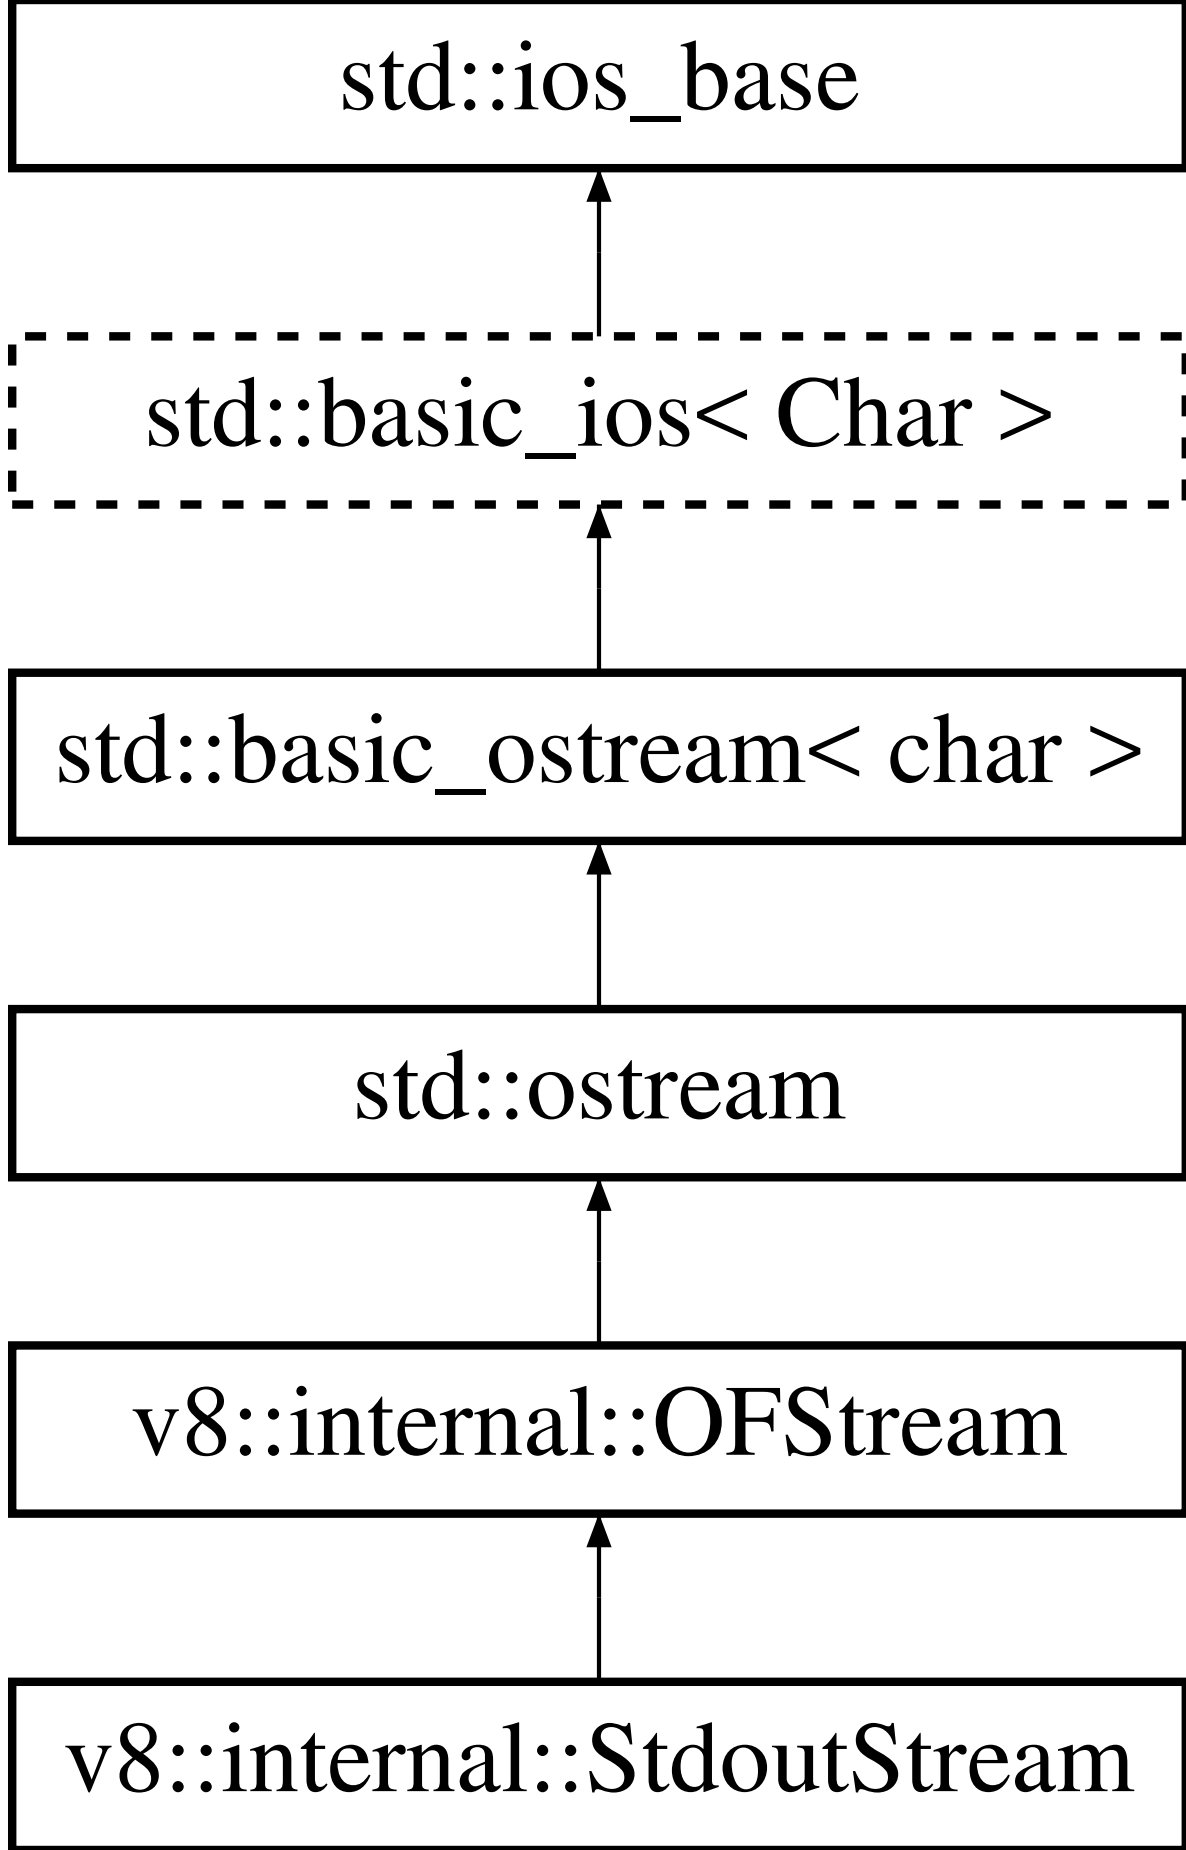 std::ios_base
std::basic_ios< Char >
std::basic_ostream< char >
std::ostream
v8::internal::OFStream
v8::internal::StdoutStream